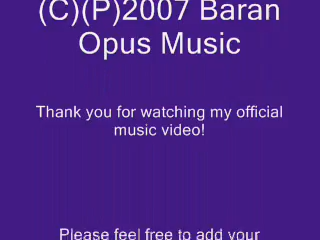 (C)(P)2007 Baran
Opus Music
Thank you for watching my official
music video!
Please feel free to add your